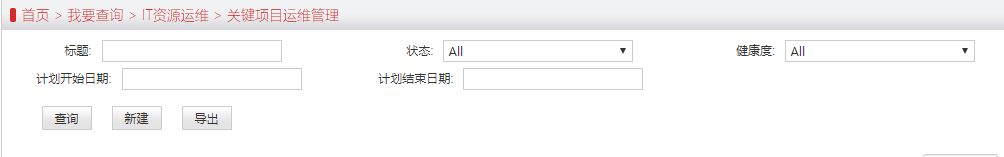 首页 > 我要查询 > IT资源运维 > 关键项目运维管理
标题: 状态: All 健康度: All
计划开始日期: 计划结束日期:
查询 新建 导出